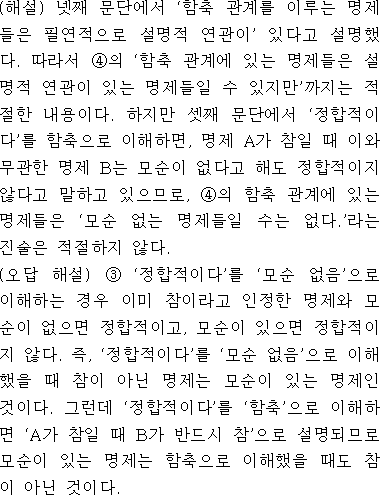 (해설) 넷째 문단에서 ‘함축 관계를 이루는 명제
들은 필연적으로 설명적 연관이’ 있다고 설명했
다. 따라서 ④의 ‘함축 관계에 있는 명제들은 설
명적 연관이 있는 명제들일 수 있지만’까지는 적
절한 내용이다. 하지만 셋째 문단에서 ‘정합적이
다’를 함축으로 이해하면, 명제 A가 참일 때 이와
무관한 명제 B는 모순이 없다고 해도 정합적이지
않다고 말하고 있으므로, ④의 함축 관계에 있는
명제들은 ‘모순 없는 명제들일 수는 없다.’라는
진술은 적절하지 않다.
(오답 해설) ③ ‘정합적이다’를 ‘모순 없음’으로
이해하는 경우 이미 참이라고 인정한 명제와 모
순이 없으면 정합적이고, 모순이 있으면 정합적이
지 않다. 즉, ‘정합적이다’를 ‘모순 없음’으로 이해
했을 때 참이 아닌 명제는 모순이 있는 명제인
것이다. 그런데 ‘정합적이다’를 ‘함축’으로 이해하
면 ‘A가 참일 때 B가 반드시 참’으로 설명되므로
모순이 있는 명제는 함축으로 이해했을 때도 참
이 아닌 것이다.